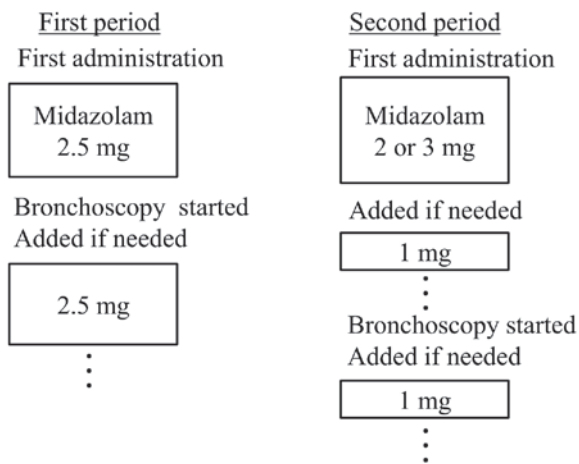 First period
First administration
Midazolam
2.5 mg
Bronchoscopy started
Added if needed
2.5 mg
Second period
First administration
Midazolam
2 or 3 mg
Added if needed
1 mg
Bronchoscopy started
Added if needed
1 mg